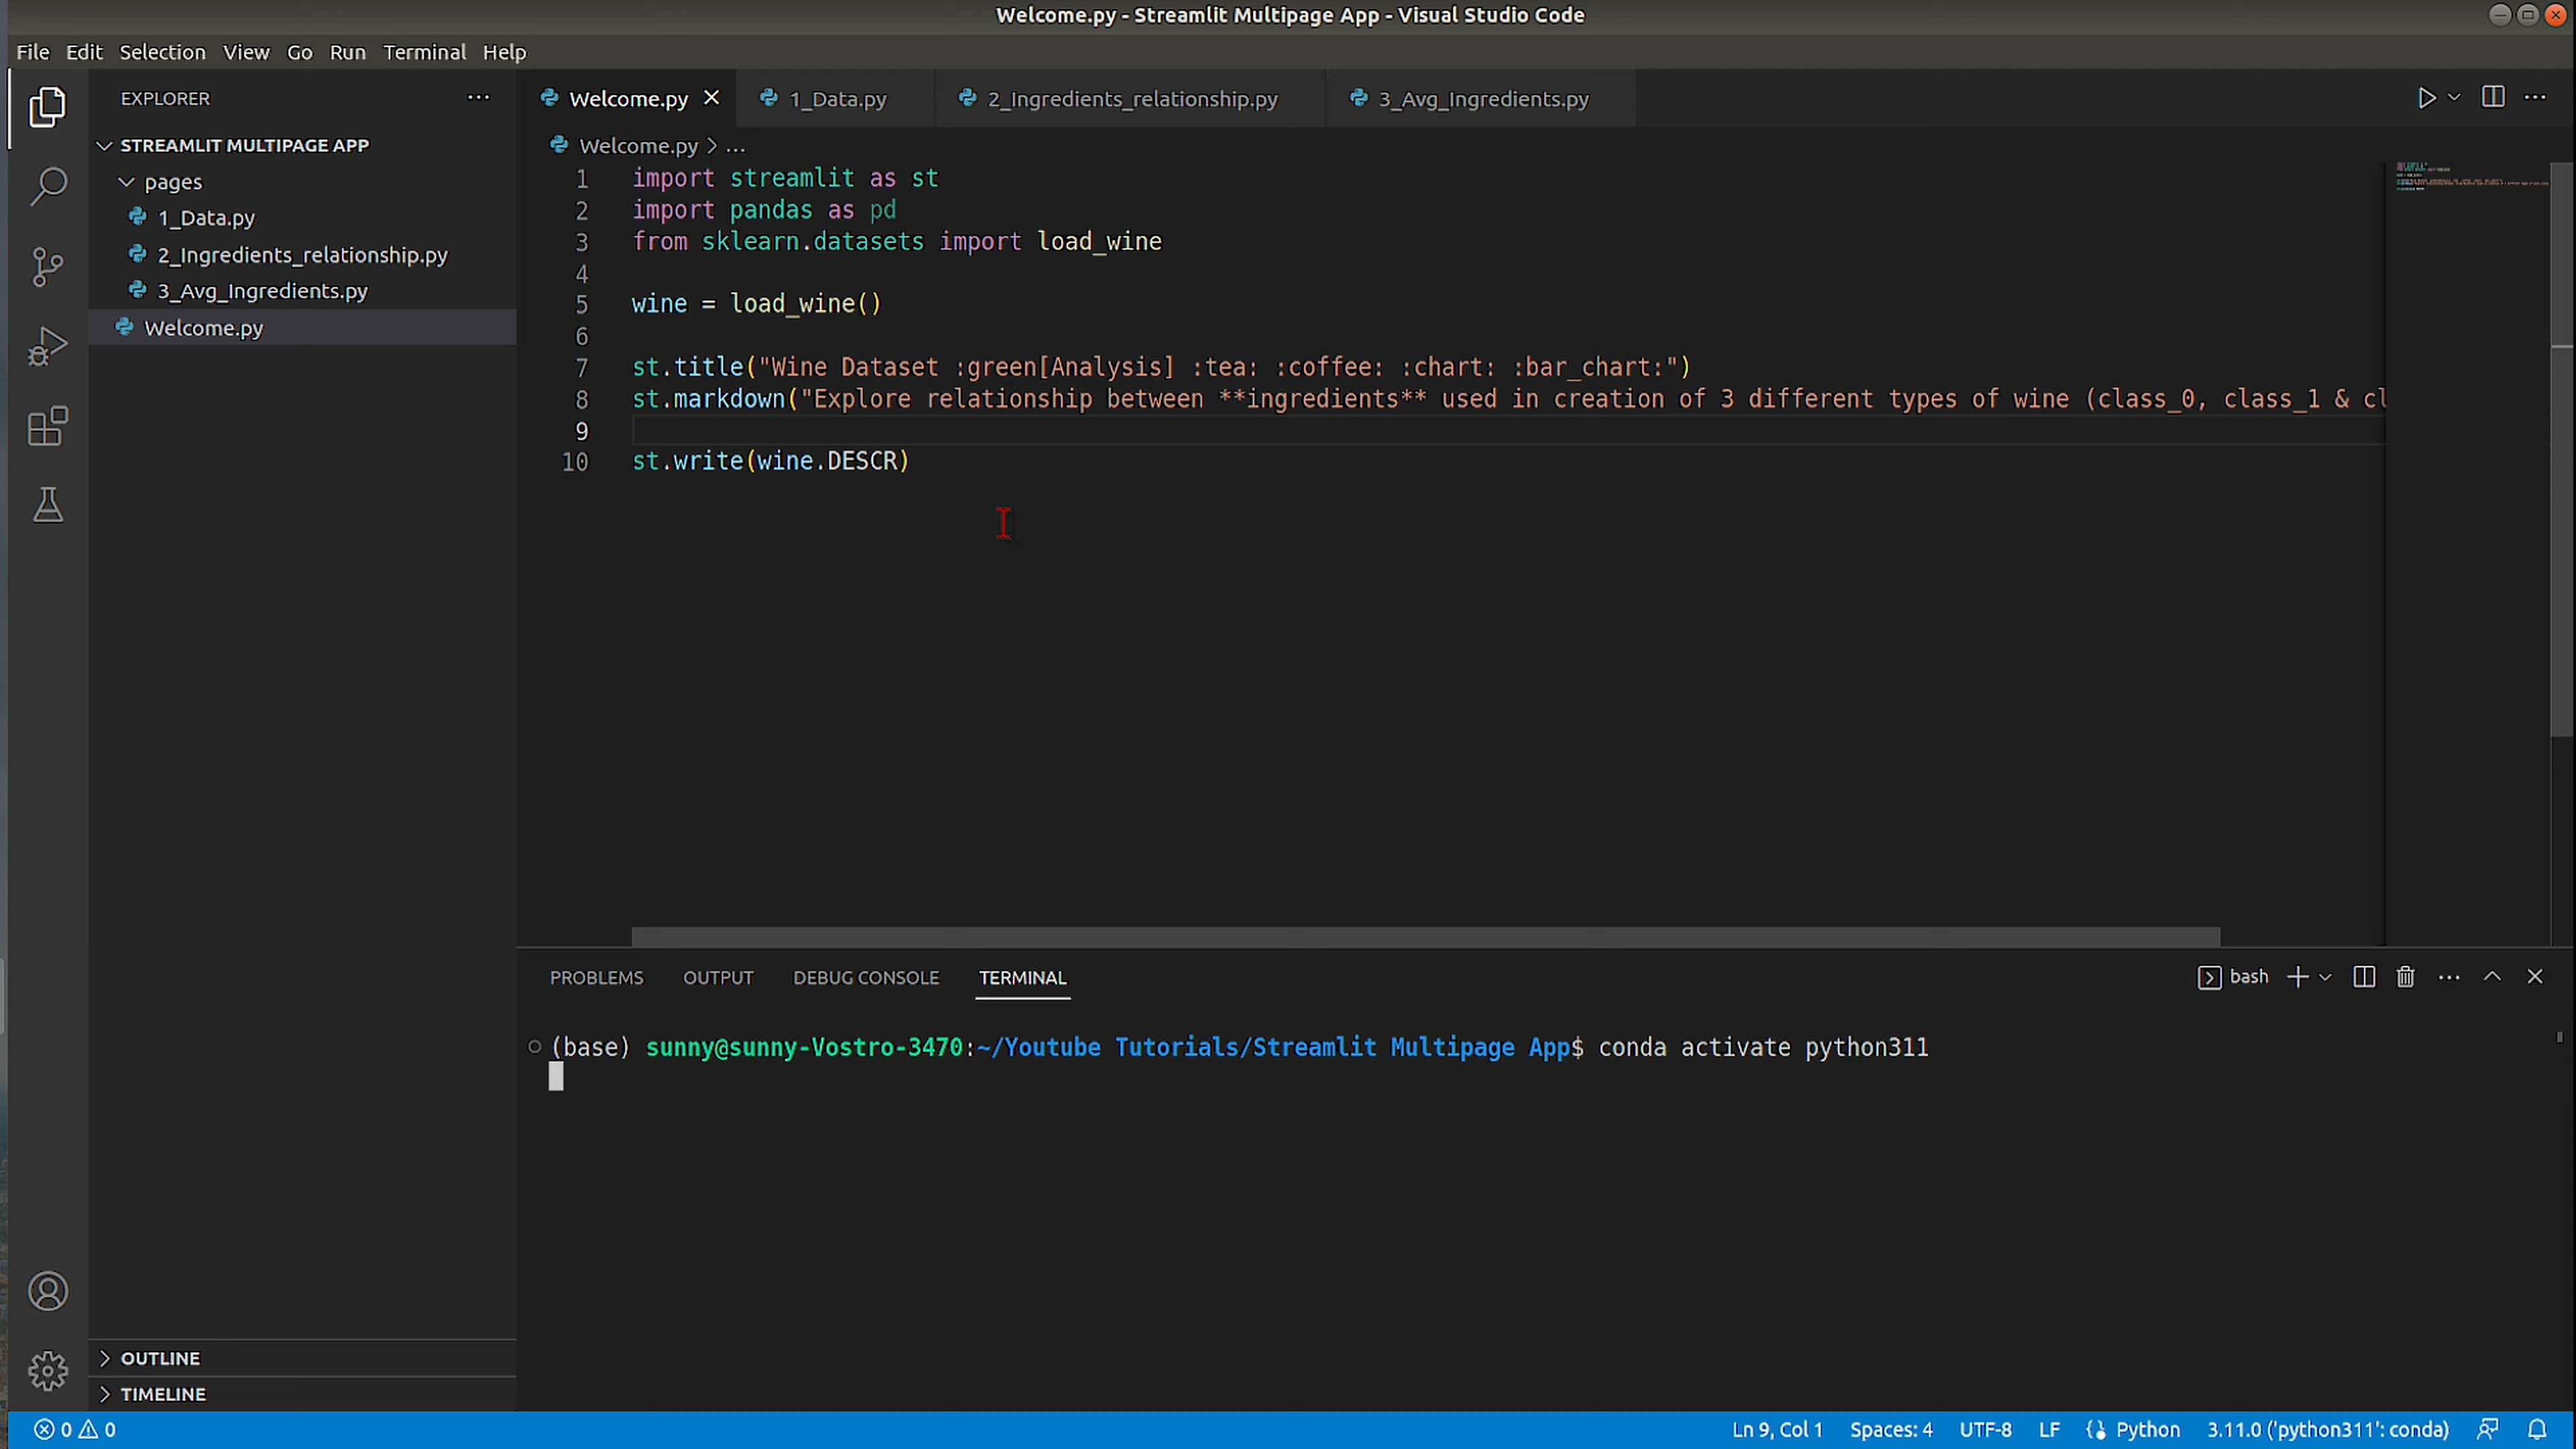 Welcome.py - Streamlit Multipage App - Visual Studio Code
File Edit Selection View Go Run Terminal Help
EXPLORER
STREAMLIT MULTIPAGE APP
pages
1_Data.py
2_Ingredients_relationship.py
3_Avg_Ingredients.py
Welcome.py
OUTLINE
TIMELINE
Welcome.py 1_Data.py 2_Ingredients_relationship.py 3_Avg_Ingredients.py
Welcome.py > ...
1 import streamlit as st
2 import pandas as pd
3 from sklearn.datasets import load_wine
4
5 wine = load_wine()
6
7 st.title("Wine Dataset :green[Analysis] :tea: :coffee: :chart: :bar_chart:")
8 st.markdown("Explore relationship between **ingredients** used in creation of 3 different types of wine (class_0, class_1 & cl
9
10 st.write(wine.DESCR)
PROBLEMS OUTPUT DEBUG CONSOLE TERMINAL bash
(base) sunny@sunny-Vostro-3470:~/Youtube Tutorials/Streamlit Multipage App$ conda activate python311
0 0 Ln 9, Col 1 Spaces: 4 UTF-8 LF Python 3.11.0 ('python311': conda)